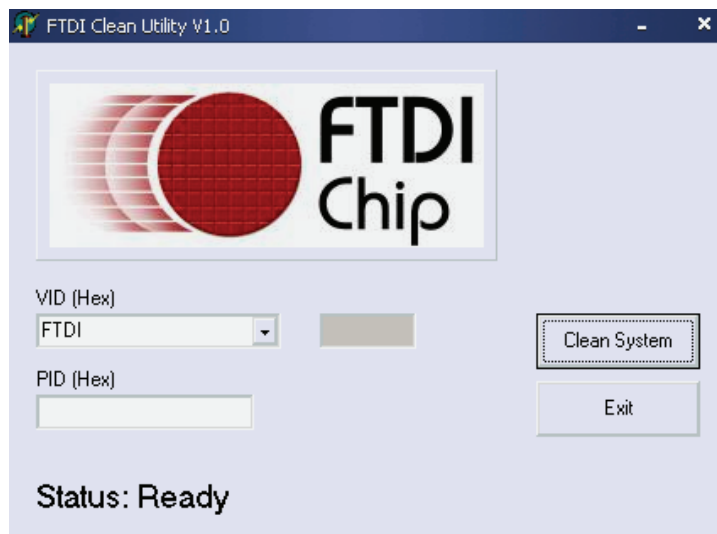 FTDI Clean Utility V1.0
FTDI
Chip
VID (Hex)
FTDI
Clean System
PID (Hex)
Exit
Status: Ready